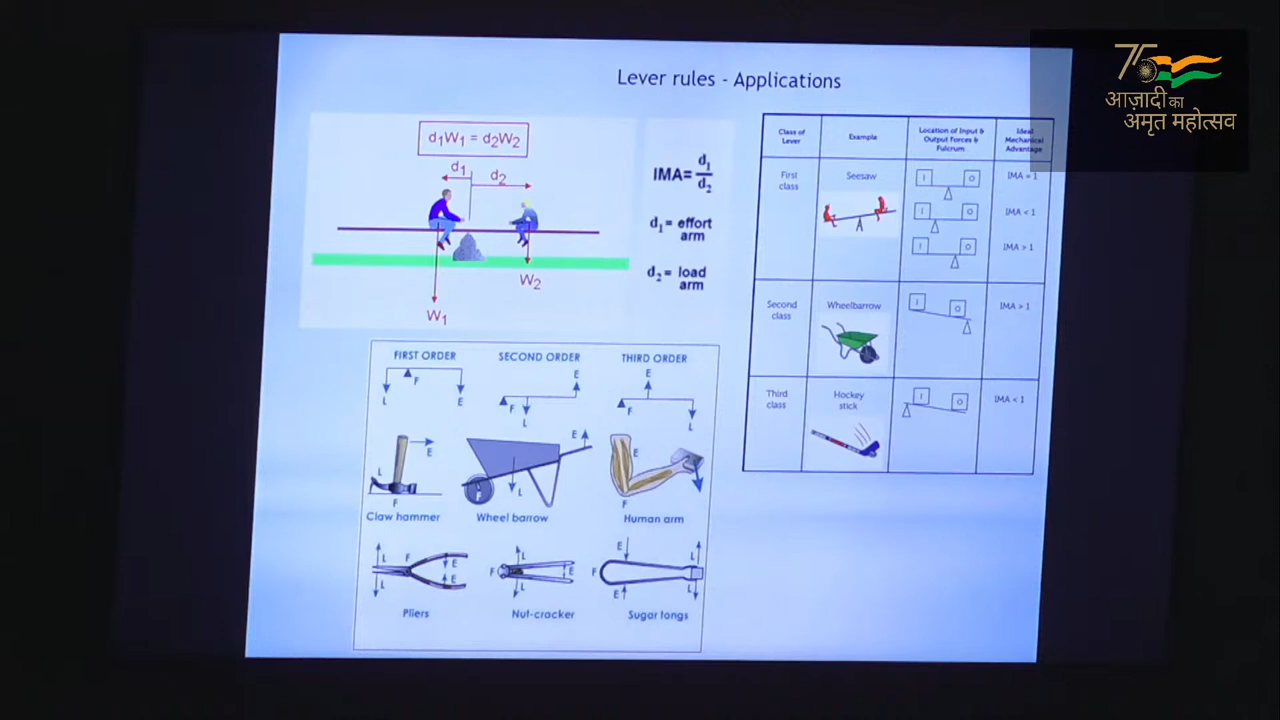 Lever rules - Applications
75
आज़ादी का
अमृत महोत्सव
d1W1 = d2W2
d1
d2
W2
W1
IMA= d1/d2
d1= effort
arm
d2= load
arm
Class of
Lever
Example
Location of Input &
Output Forces &
Fulcrum
Ideal
Mechanical
Advantage
First
class
Seesaw
I O
IMA = 1
I O
IMA < 1
I O
IMA > 1
Second
class
Wheelbarrow
I O
IMA > 1
Third
class
Hockey
stick
I O
IMA < 1
FIRST ORDER
SECOND ORDER
THIRD ORDER
F
L E
E
F
L
E
F
L
E
L
F
Claw hammer
E
F
L
Wheel barrow
E
F
Human arm
L F E
L E
Pliers
L
F E
L
Nut-cracker
E L
F
E L
Sugar tongs